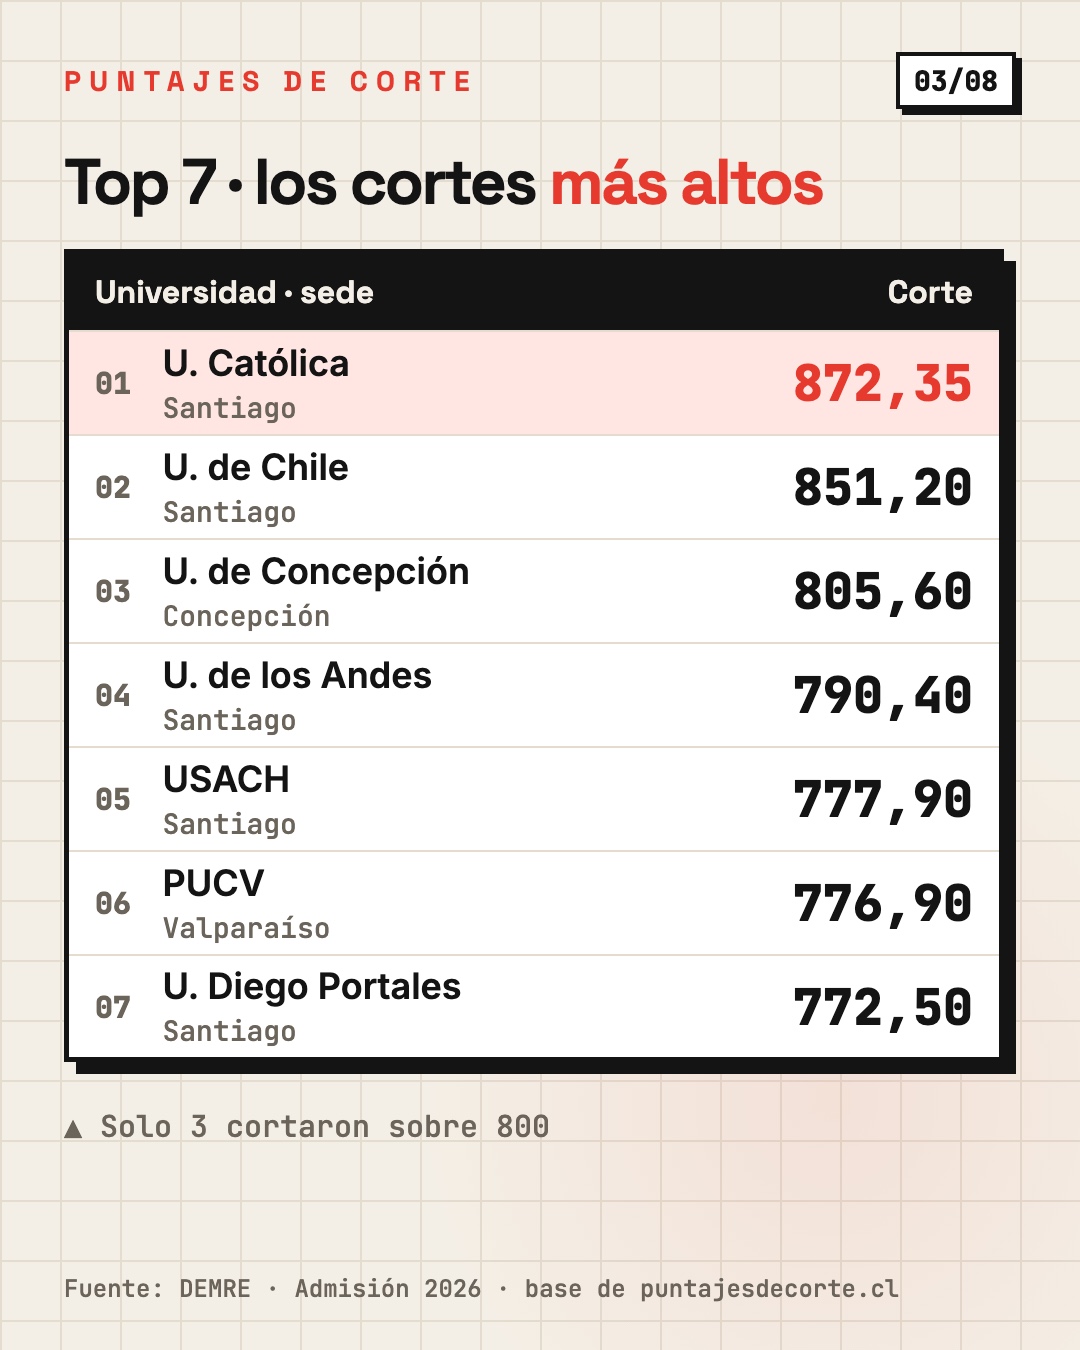 PUNTAJES DE CORTE
03/08
Top 7 · los cortes más altos
Universidad · sede Corte
01 U. Católica 872,35
Santiago
02 U. de Chile 851,20
Santiago
03 U. de Concepción 805,60
Concepción
04 U. de los Andes 790,40
Santiago
05 USACH 777,90
Santiago
06 PUCV 776,90
Valparaíso
07 U. Diego Portales 772,50
Santiago
▲ Solo 3 cortaron sobre 800
Fuente: DEMRE · Admisión 2026 · base de puntajesdecorte.cl